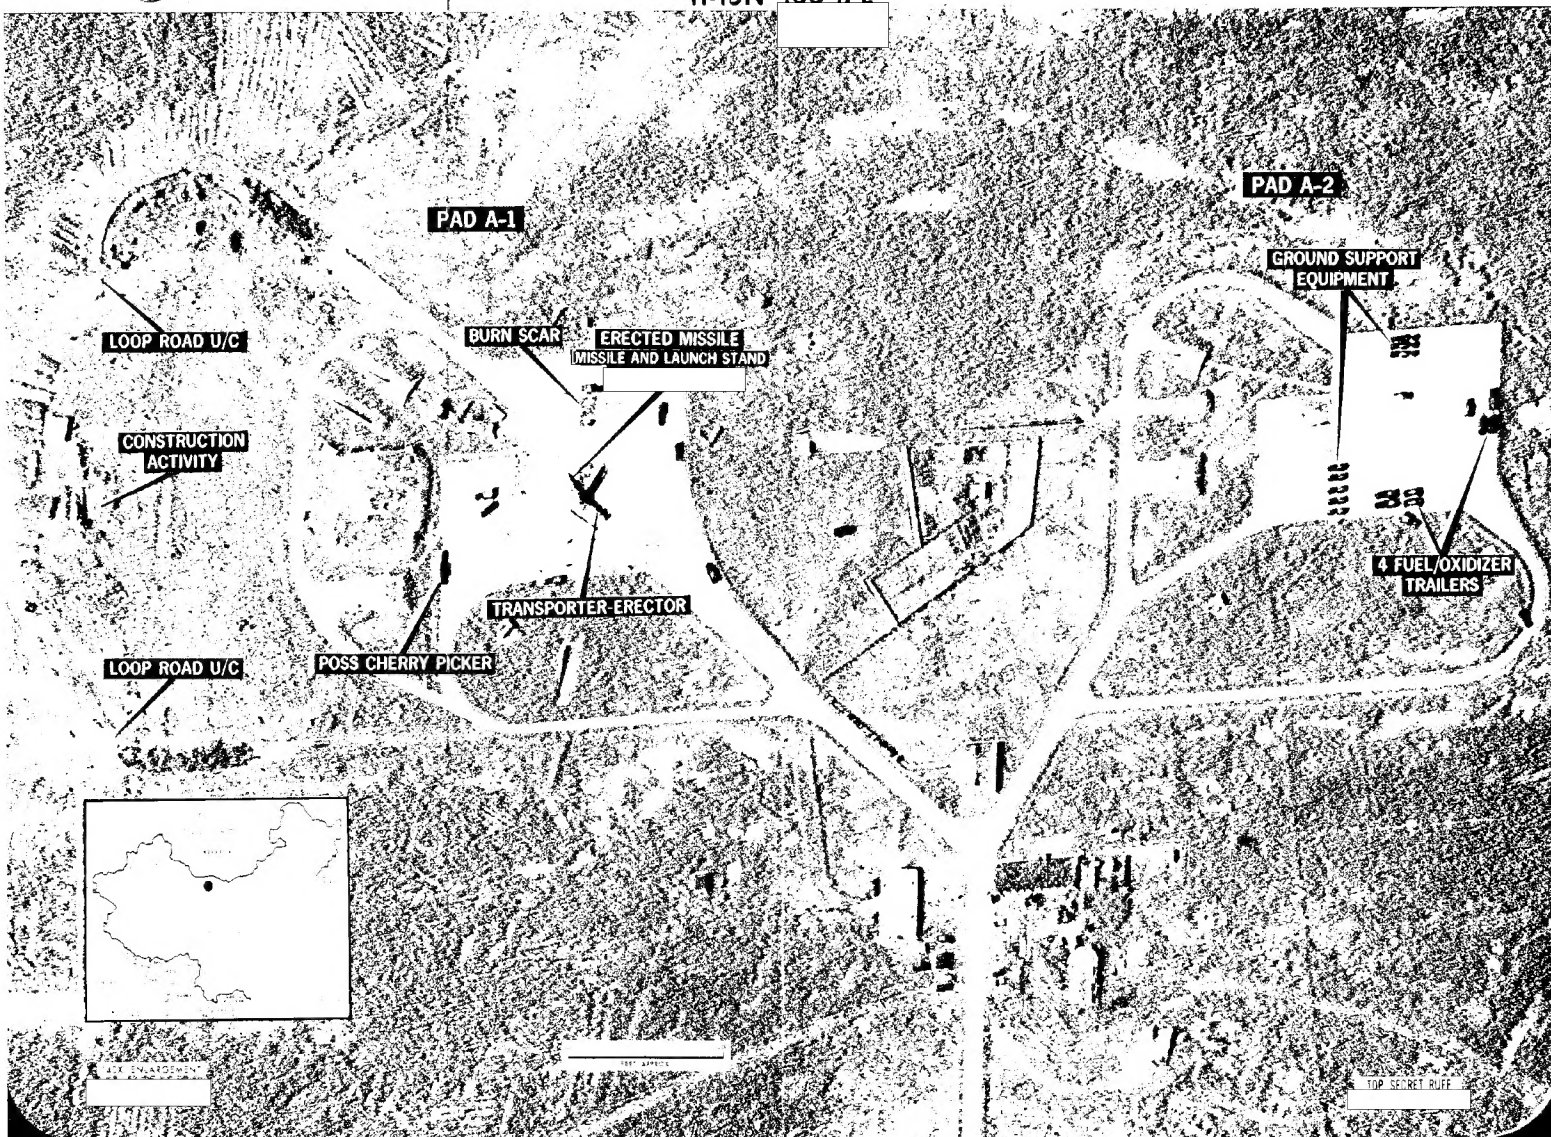 PAD A-1
PAD A-2
GROUND SUPPORT
EQUIPMENT
LOOP ROAD U/C
BURN SCAR
ERECTED MISSILE
MISSILE AND LAUNCH STAND
CONSTRUCTION
ACTIVITY
4 FUEL/OXIDIZER
TRAILERS
TRANSPORTER-ERECTOR
POSS CHERRY PICKER
LOOP ROAD U/C
ENLARGEMENT
TOP SECRET RUFF